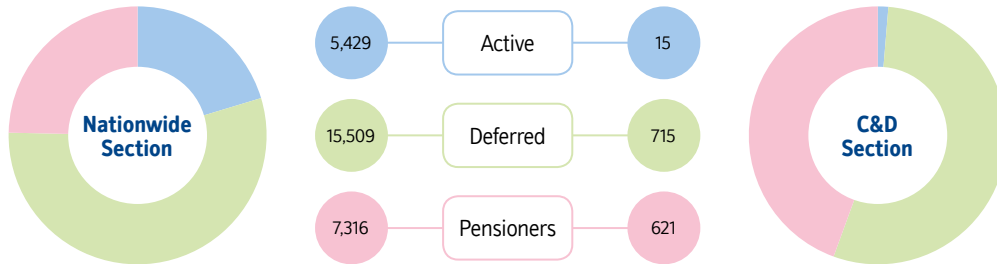 Nationwide
Section
5,429 Active 15
15,509 Deferred 715
7,316 Pensioners 621
C&D
Section